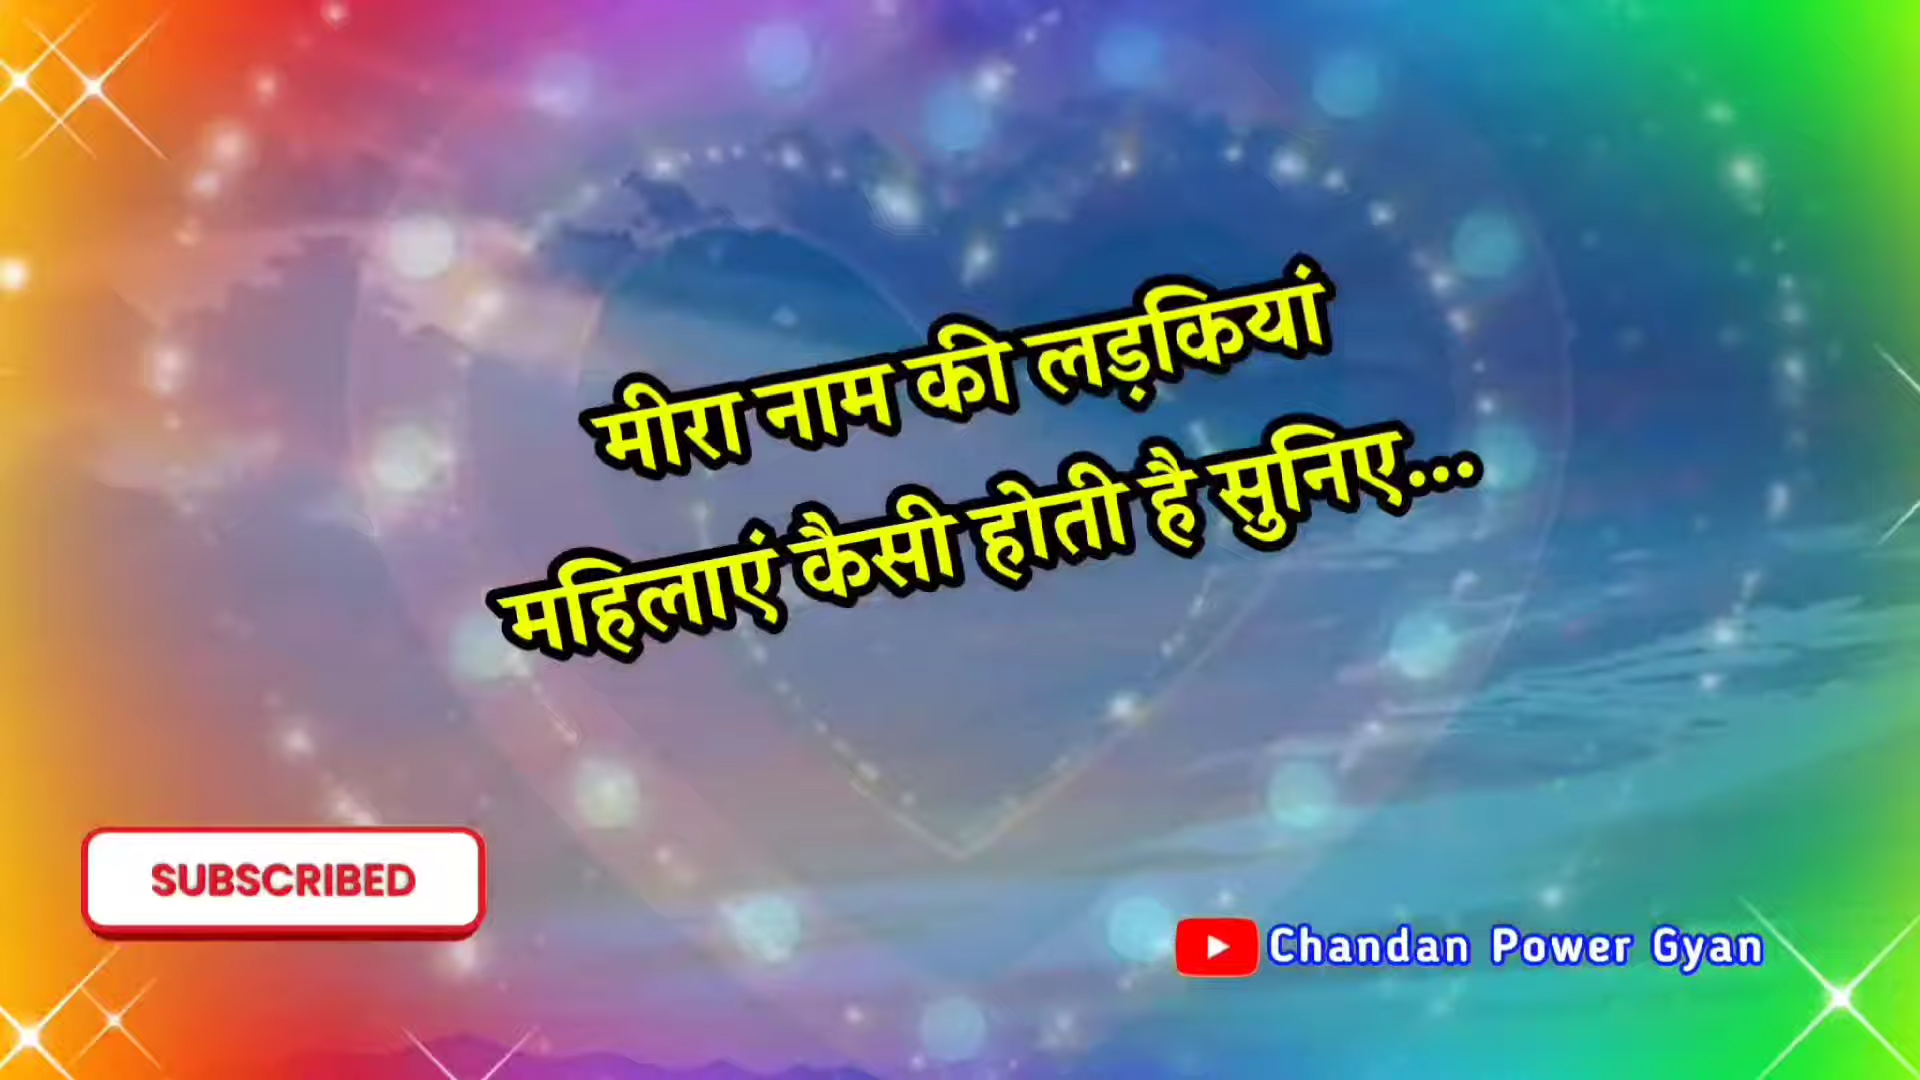 मीरा नाम की लड़कियां
महिलाएं कैसी होती है सुनिए...
SUBSCRIBED
Chandan Power Gyan